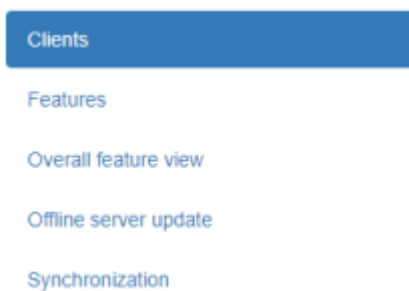 Clients
Features
Overall feature view
Offline server update
Synchronization